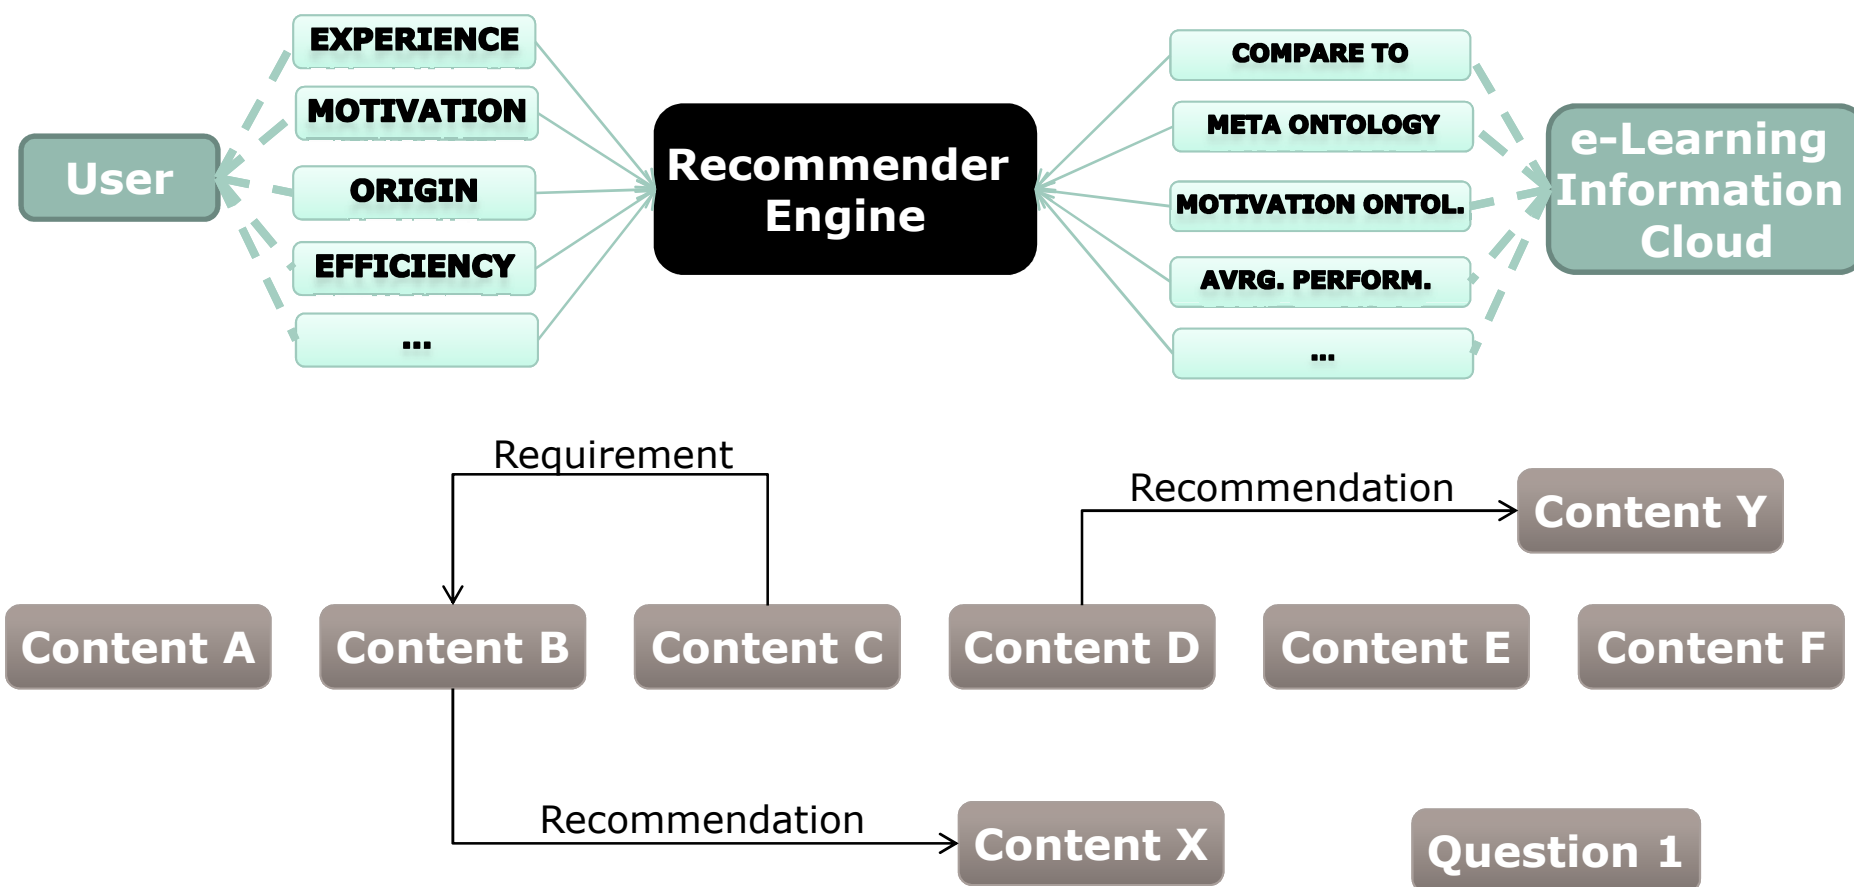 EXPERIENCE
MOTIVATION
ORIGIN
EFFICIENCY
...
User
Recommender
Engine
COMPARE TO
META ONTOLOGY
MOTIVATION ONTOL.
AVRG. PERFORM.
...
e-Learning
Information
Cloud
Requirement
Recommendation
Content Y
Content A
Content B
Content C
Content D
Content E
Content F
Recommendation
Content X
Question 1